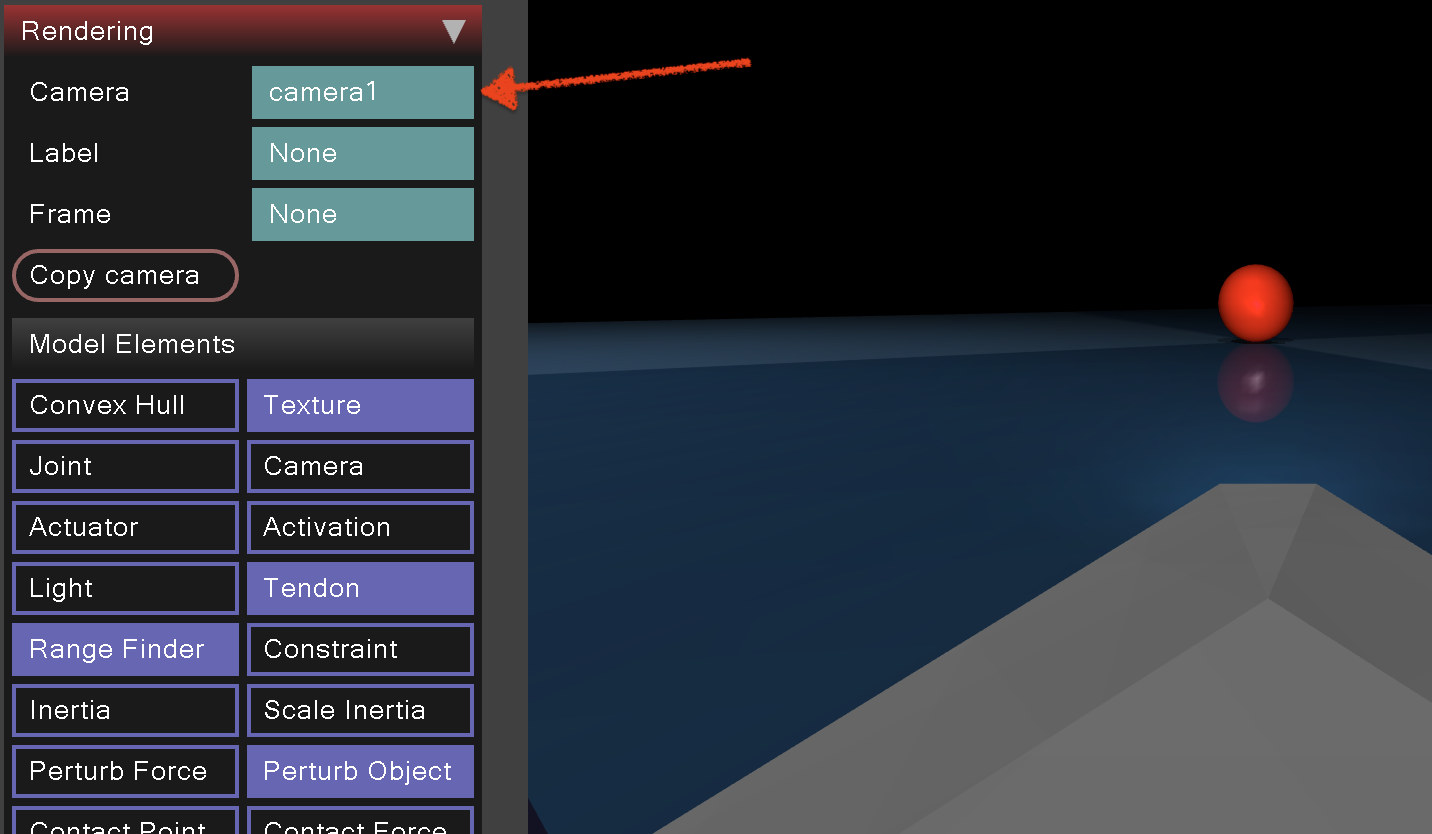 Rendering
Camera camera1
Label None
Frame None
Copy camera
Model Elements
Convex Hull Texture
Joint Camera
Actuator Activation
Light Tendon
Range Finder Constraint
Inertia Scale Inertia
Perturb Force Perturb Object
Contact Point Contact Force